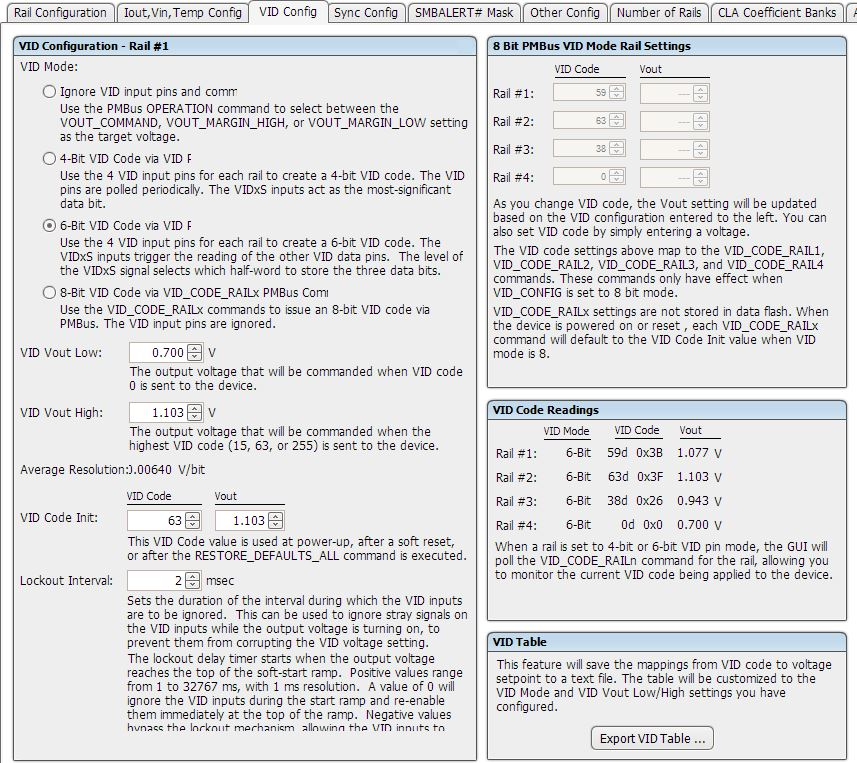 Rail Configuration Iout,Vin,Temp Config VID Config Sync Config SMBALERT# Mask Other Config Number of Rails CLA Coefficient Banks
VID Configuration - Rail #1
VID Mode:
Ignore VID input pins and comm
Use the PMBus OPERATION command to select between the
VOUT_COMMAND, VOUT_MARGIN_HIGH, or VOUT_MARGIN_LOW setting
as the target voltage.
4-Bit VID Code via VID P
Use the 4 VID input pins for each rail to create a 4-bit VID code. The VID
pins are polled periodically. The VIDxS inputs act as the most-significant
data bit.
6-Bit VID Code via VID P
Use the 4 VID input pins for each rail to create a 6-bit VID code. The
VIDxS inputs trigger the reading of the other VID data pins.  The level of
the VIDxS signal selects which half-word to store the three data bits.
8-Bit VID Code via VID_CODE_RAILx PMBus Com
Use the VID_CODE_RAILx commands to issue an 8-bit VID code via
PMBus. The VID input pins are ignored.
VID Vout Low: 0.700 V
The output voltage that will be commanded when VID code
0 is sent to the device.
VID Vout High: 1.103 V
The output voltage that will be commanded when the
highest VID code (15, 63, or 255) is sent to the device.
Average Resolution: 0.00640 V/bit
VID Code Vout
VID Code Init: 63 1.103
This VID Code value is used at power-up, after a soft reset,
or after the RESTORE_DEFAULTS_ALL command is executed.
Lockout Interval: 2 msec
Sets the duration of the interval during which the VID inputs
are to be ignored.  This can be used to ignore stray signals on
the VID inputs while the output voltage is turning on, to
prevent them from corrupting the VID voltage setting.
The lockout delay timer starts when the output voltage
reaches the top of the soft-start ramp.  Positive values range
from 1 to 32767 ms, with 1 ms resolution.  A value of 0 will
ignore the VID inputs during the start ramp and re-enable
them immediately at the top of the ramp.  Negative values
bypass the lockout mechanism, allowing the VID inputs to
8 Bit PMBus VID Mode Rail Settings
VID Code Vout
Rail #1: 59 ---
Rail #2: 63 ---
Rail #3: 38 ---
Rail #4: 0 ---
As you change VID code, the Vout setting will be updated
based on the VID configuration entered to the left. You can
also set VID code by simply entering a voltage.
The VID code settings above map to the VID_CODE_RAIL1,
VID_CODE_RAIL2, VID_CODE_RAIL3, and VID_CODE_RAIL4
commands. These commands only have effect when
VID_CONFIG is set to 8 bit mode.
VID_CODE_RAILx settings are not stored in data flash. When
the device is powered on or reset , each VID_CODE_RAILx
command will default to the VID Code Init value when VID
mode is 8.
VID Code Readings
VID Mode VID Code Vout
Rail #1: 6-Bit 59d 0x3B 1.077 V
Rail #2: 6-Bit 63d 0x3F 1.103 V
Rail #3: 6-Bit 38d 0x26 0.943 V
Rail #4: 6-Bit 0d 0x0 0.700 V
When a rail is set to 4-bit or 6-bit VID pin mode, the GUI will
poll the VID_CODE_RAILn command for the rail, allowing you
to monitor the current VID code being applied to the device.
VID Table
This feature will save the mappings from VID code to voltage
setpoint to a text file. The table will be customized to the
VID Mode and VID Vout Low/High settings you have
configured.
Export VID Table ...